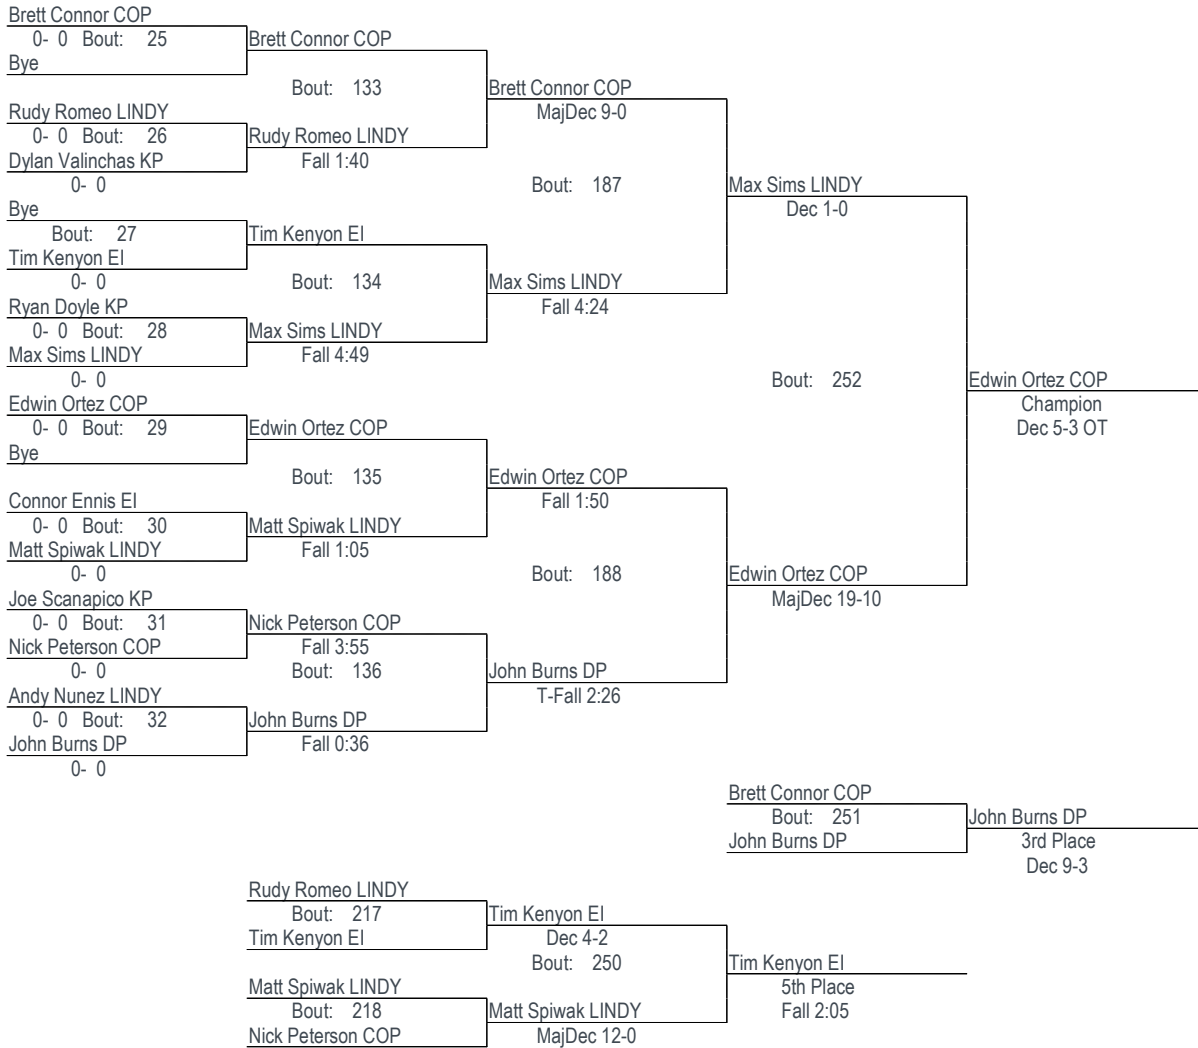 Brett Connor COP
0- 0 Bout: 25
Brett Connor COP
Bye
Bout: 133
Brett Connor COP
Rudy Romeo LINDY
MajDec 9-0
0- 0 Bout: 26
Rudy Romeo LINDY
Dylan Valinchas KP
Fall 1:40
0- 0
Bout: 187
Max Sims LINDY
Bye
Dec 1-0
Bout: 27
Tim Kenyon EI
Tim Kenyon EI
0- 0
Bout: 134
Max Sims LINDY
Ryan Doyle KP
Fall 4:24
0- 0 Bout: 28
Max Sims LINDY
Max Sims LINDY
Fall 4:49
0- 0
Bout: 252
Edwin Ortez COP
Edwin Ortez COP
Champion
0- 0 Bout: 29
Edwin Ortez COP
Dec 5-3 OT
Bye
Bout: 135
Edwin Ortez COP
Connor Ennis EI
Fall 1:50
0- 0 Bout: 30
Matt Spiwak LINDY
Matt Spiwak LINDY
Fall 1:05
0- 0
Bout: 188
Edwin Ortez COP
Joe Scanapico KP
MajDec 19-10
0- 0 Bout: 31
Nick Peterson COP
Nick Peterson COP
Fall 3:55
0- 0
Bout: 136
John Burns DP
Andy Nunez LINDY
T-Fall 2:26
0- 0 Bout: 32
John Burns DP
John Burns DP
Fall 0:36
0- 0
Brett Connor COP
Bout: 251
John Burns DP
John Burns DP
3rd Place
Dec 9-3
Rudy Romeo LINDY
Bout: 217
Tim Kenyon EI
Tim Kenyon EI
Dec 4-2
Bout: 250
Tim Kenyon EI
Matt Spiwak LINDY
5th Place
Bout: 218
Matt Spiwak LINDY
Fall 2:05
Nick Peterson COP
MajDec 12-0